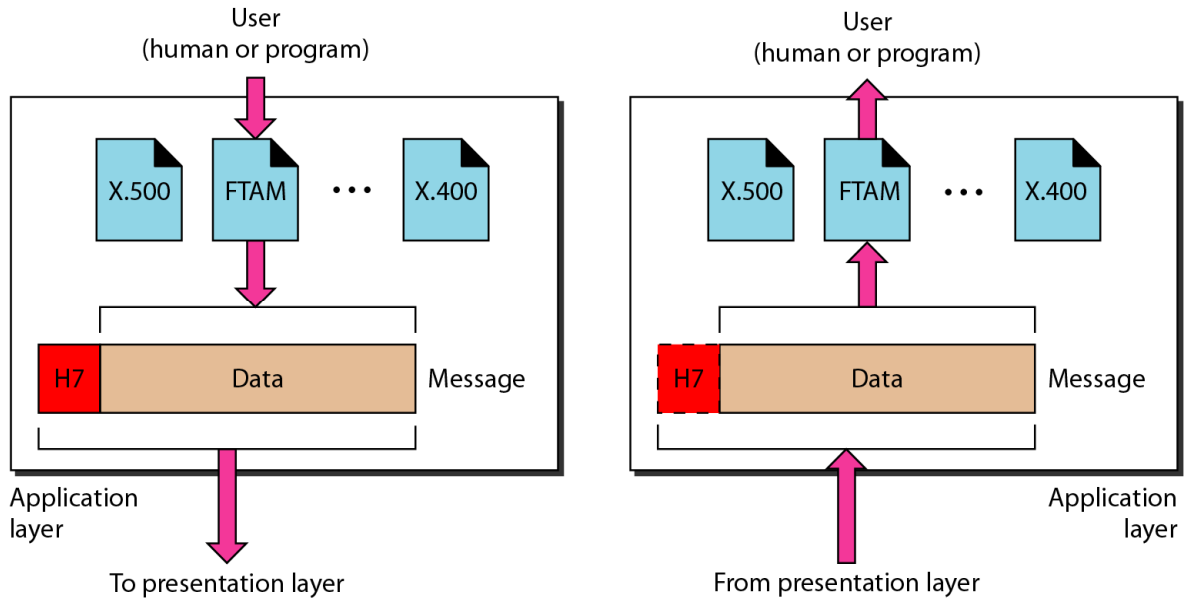 User
(human or program)
X.500
FTAM
...
X.400
H7
Data
Message
Application
layer
To presentation layer
User
(human or program)
X.500
FTAM
...
X.400
H7
Data
Message
Application
layer
From presentation layer